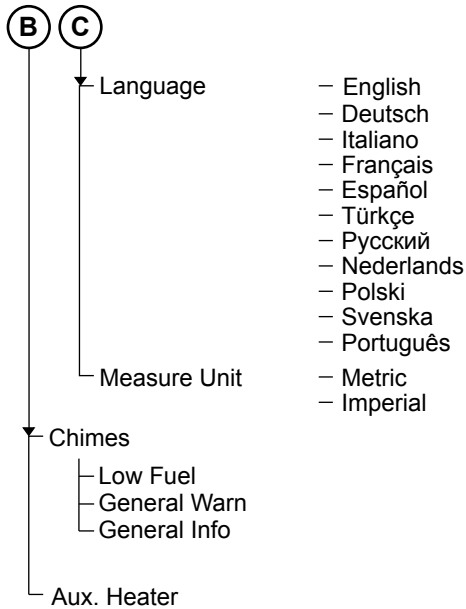 B C
Language – English
– Deutsch
– Italiano
– Français
– Español
– Türkçe
– Русский
– Nederlands
– Polski
– Svenska
– Português
Measure Unit – Metric
– Imperial
Chimes
Low Fuel
General Warn
General Info
Aux. Heater